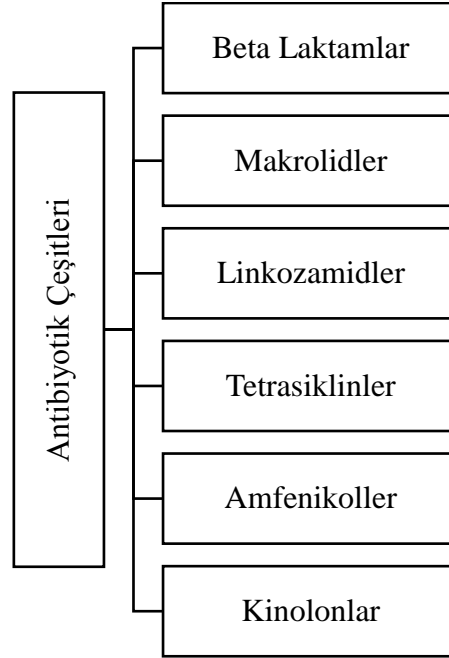 Antibiyotik Çeşitleri
Beta Laktamlar
Makrolidler
Linkozamidler
Tetrasiklinler
Amfenikoller
Kinolonlar